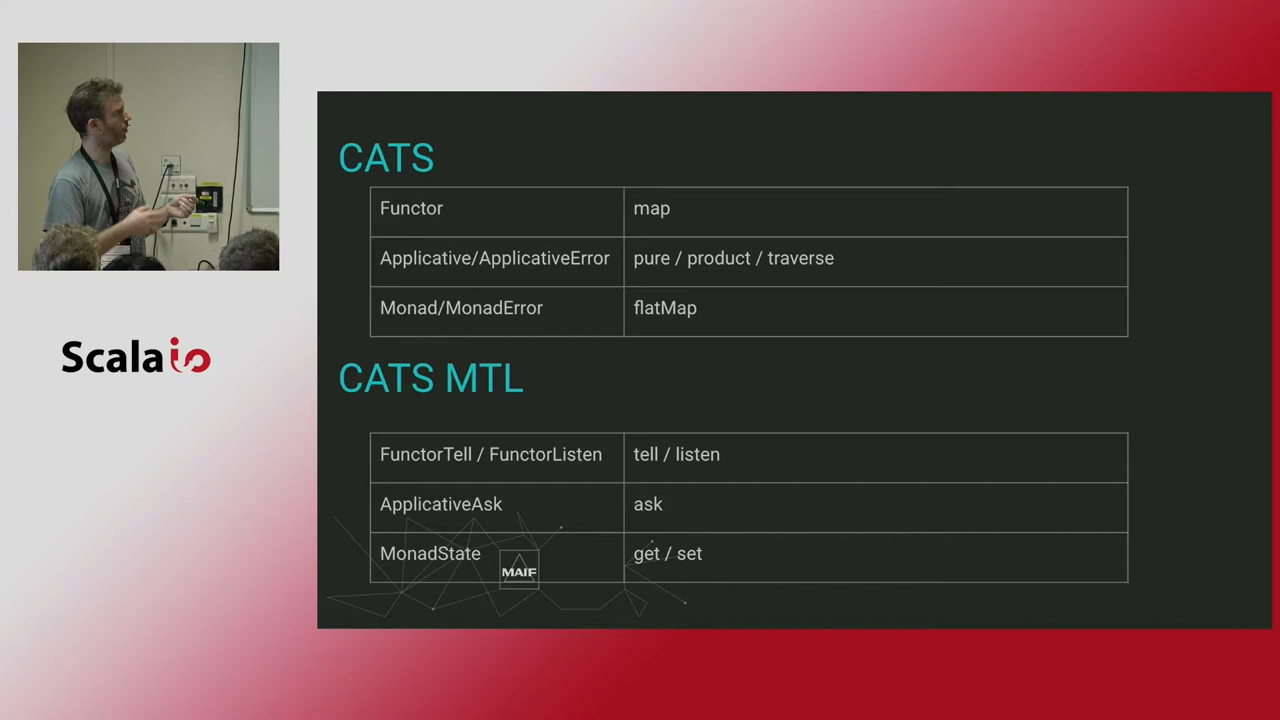 CATS
Functor map
Applicative/ApplicativeError pure / product / traverse
Monad/MonadError flatMap
Scala io
CATS MTL
FunctorTell / FunctorListen tell / listen
ApplicativeAsk ask
MonadState get / set
MAIF